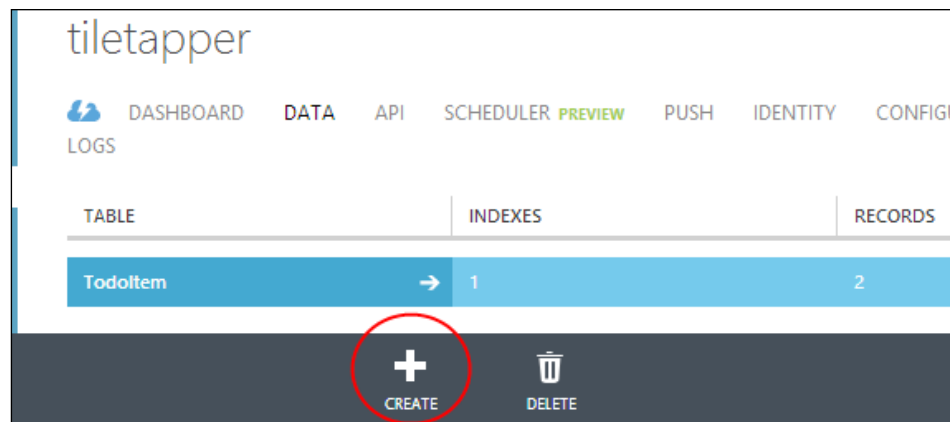 tiletapper
DASHBOARD DATA API SCHEDULER PREVIEW PUSH IDENTITY
LOGS
TABLE INDEXES RECORDS
TodoItem 1 2
CREATE DELETE